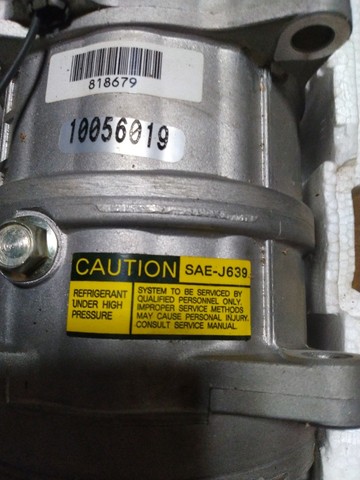 818679
10056019
CAUTION SAE-J639
REFRIGERANT
UNDER HIGH
PRESSURE
SYSTEM TO BE SERVICED BY
QUALIFIED PERSONNEL ONLY.
IMPROPER SERVICE METHODS
MAY CAUSE PERSONAL INJURY.
CONSULT SERVICE MANUAL.